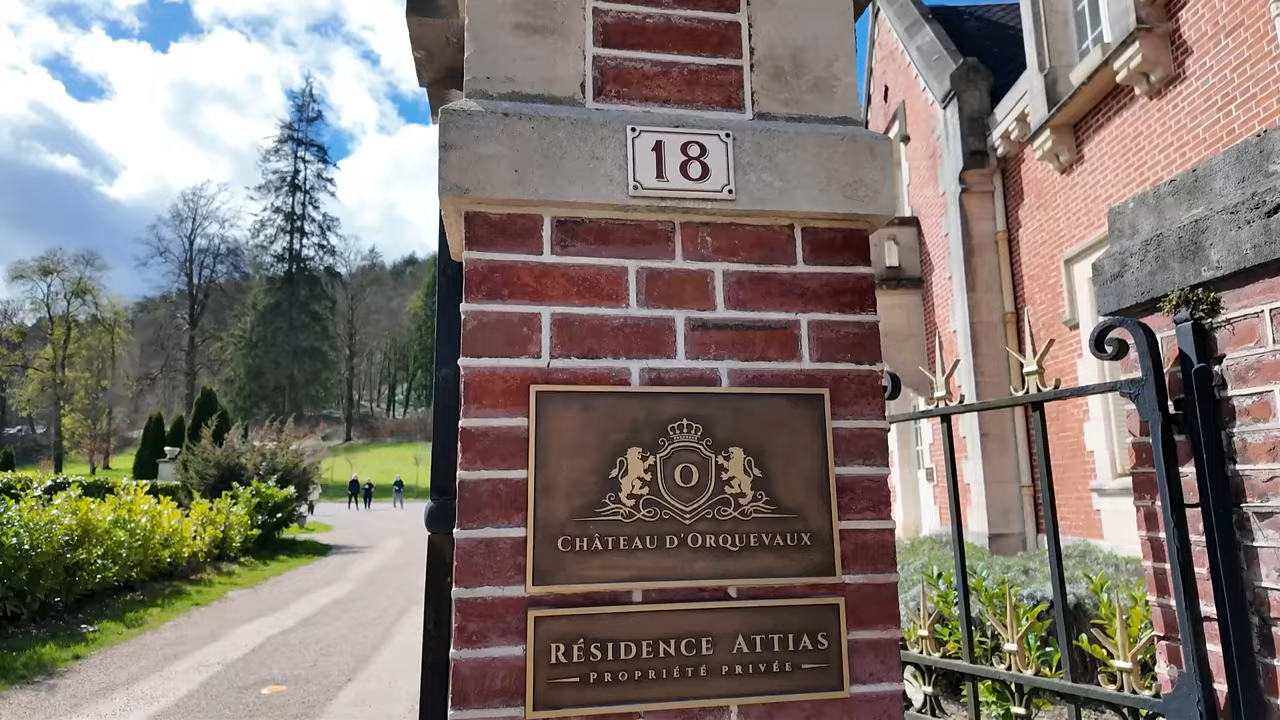 18
O
CHÂTEAU D'ORQUEVAUX
RÉSIDENCE ATTIAS
PROPRIÉTÉ PRIVÉE